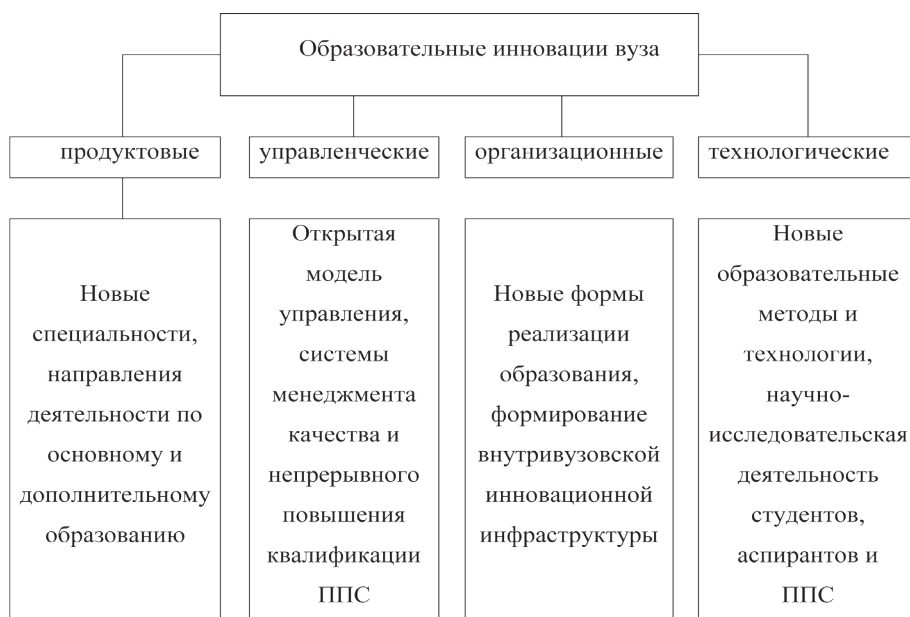 Образовательные инновации вуза
продуктовые
управленческие
организационные
технологические
Новые
специальности,
направления
деятельности по
основному и
дополнительному
образованию
Открытая
модель
управления,
системы
менеджмента
качества и
непрерывного
повышения
квалификации
ППС
Новые формы
реализации
образования,
формирование
внутривузовской
инновационной
инфраструктуры
Новые
образовательные
методы и
технологии,
научно-
исследовательская
деятельность
студентов,
аспирантов и
ППС